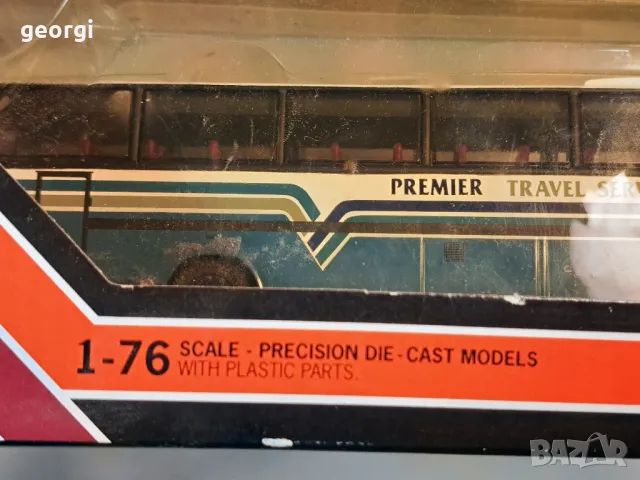 georgi
PREMIER TRAVEL SERV
1-76 SCALE - PRECISION DIE-CAST MODELS
WITH PLASTIC PARTS.
BAZAR